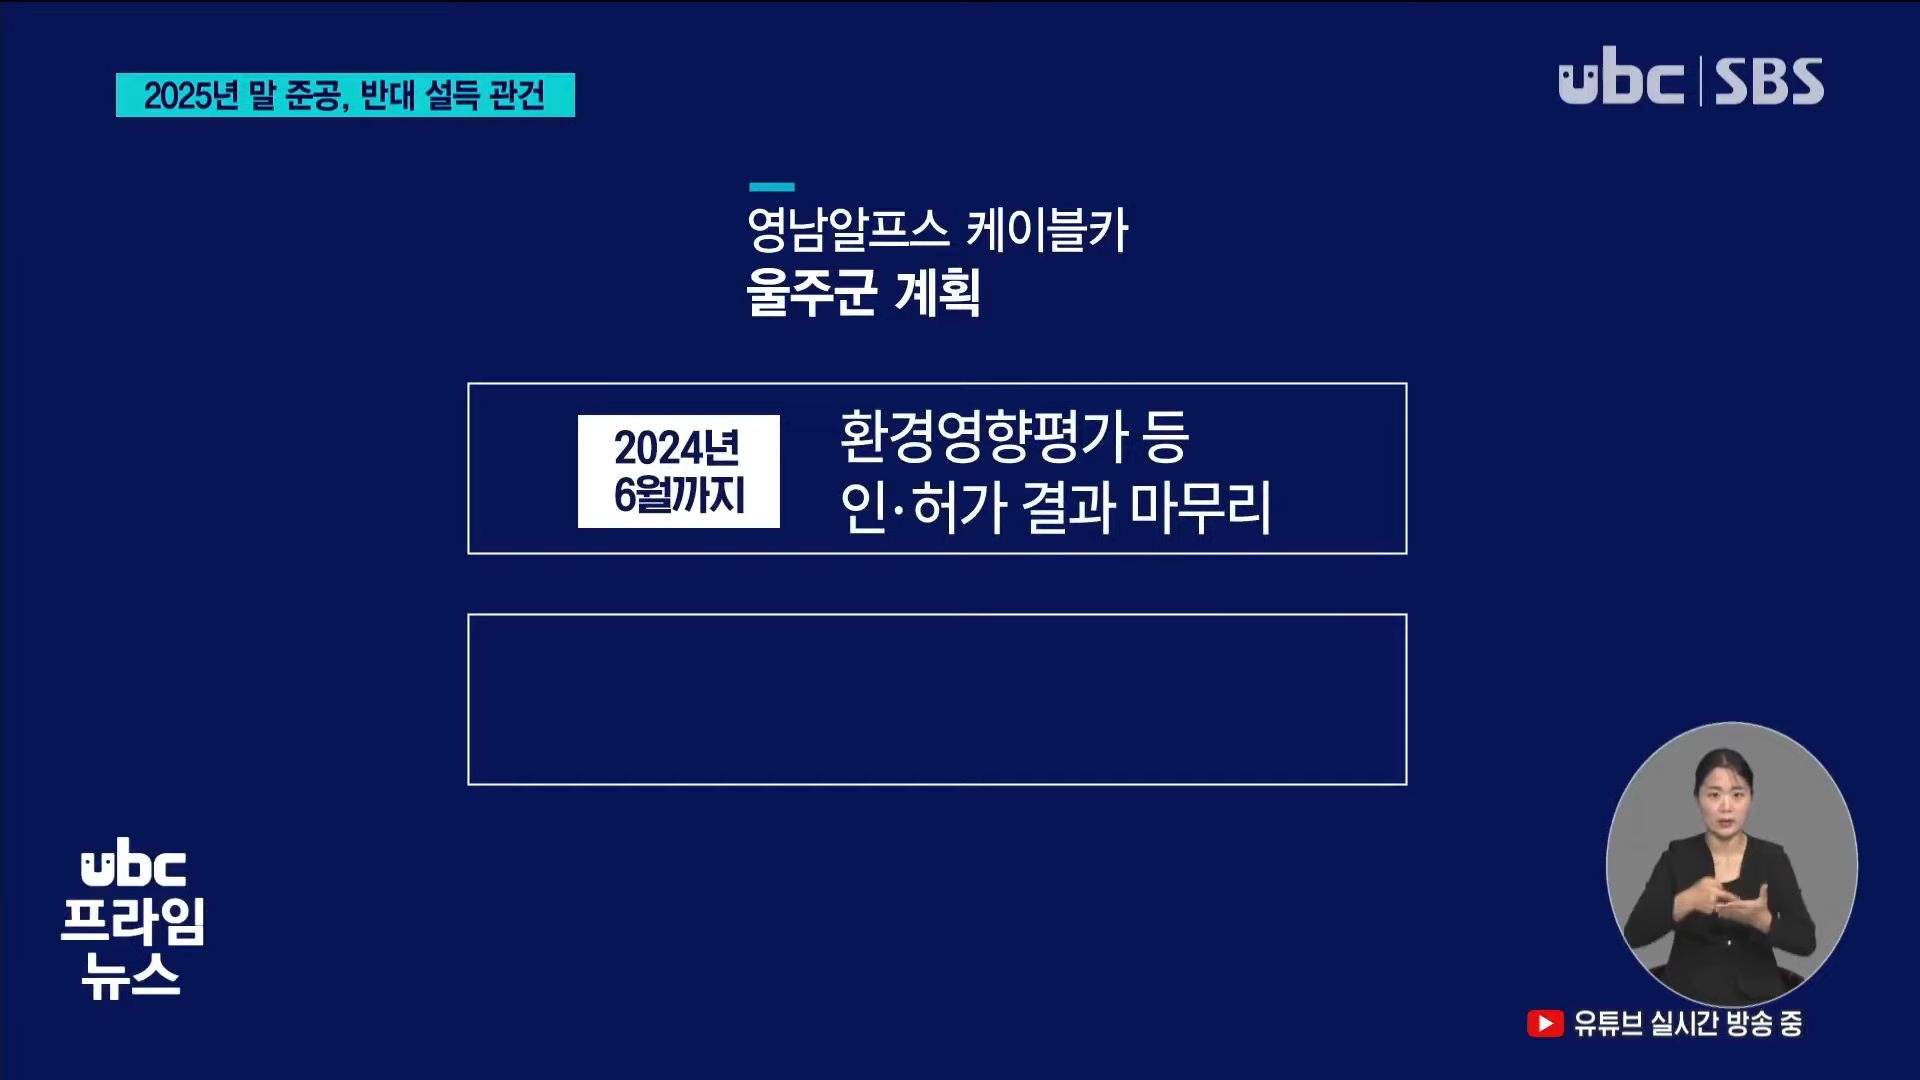 2025년 말 준공, 반대 설득 관건
ubc SBS
영남알프스 케이블카
울주군 계획
2024년
6월까지
환경영향평가 등
인·허가 결과 마무리
ubc
프라임
뉴스
유튜브 실시간 방송 중